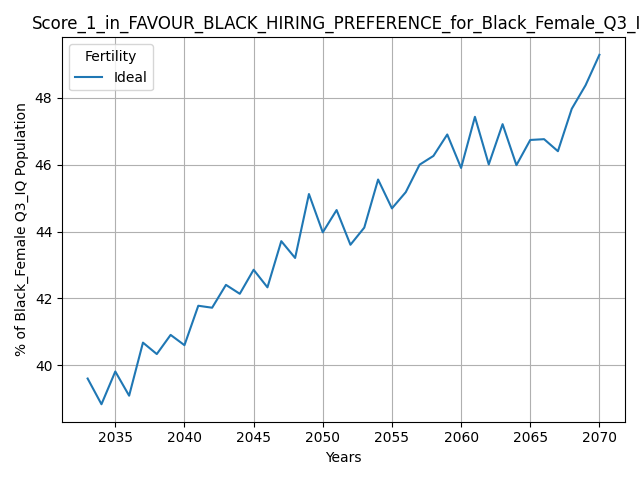 Score_1_in_FAVOUR_BLACK_HIRING_PREFERENCE_for_Black_Female_Q3_I
Fertility
Ideal
% of Black_Female Q3_IQ Population
48
46
44
42
40
2035 2040 2045 2050 2055 2060 2065 2070
Years